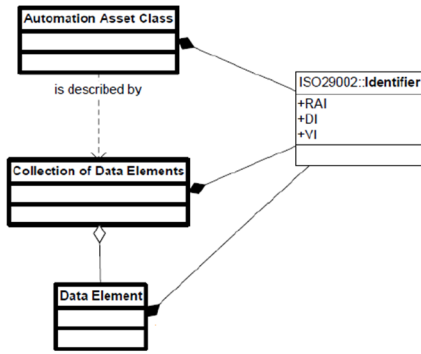 Automation Asset Class
is described by
ISO29002::Identifier
+RAI
+DI
+VI
Collection of Data Elements
Data Element